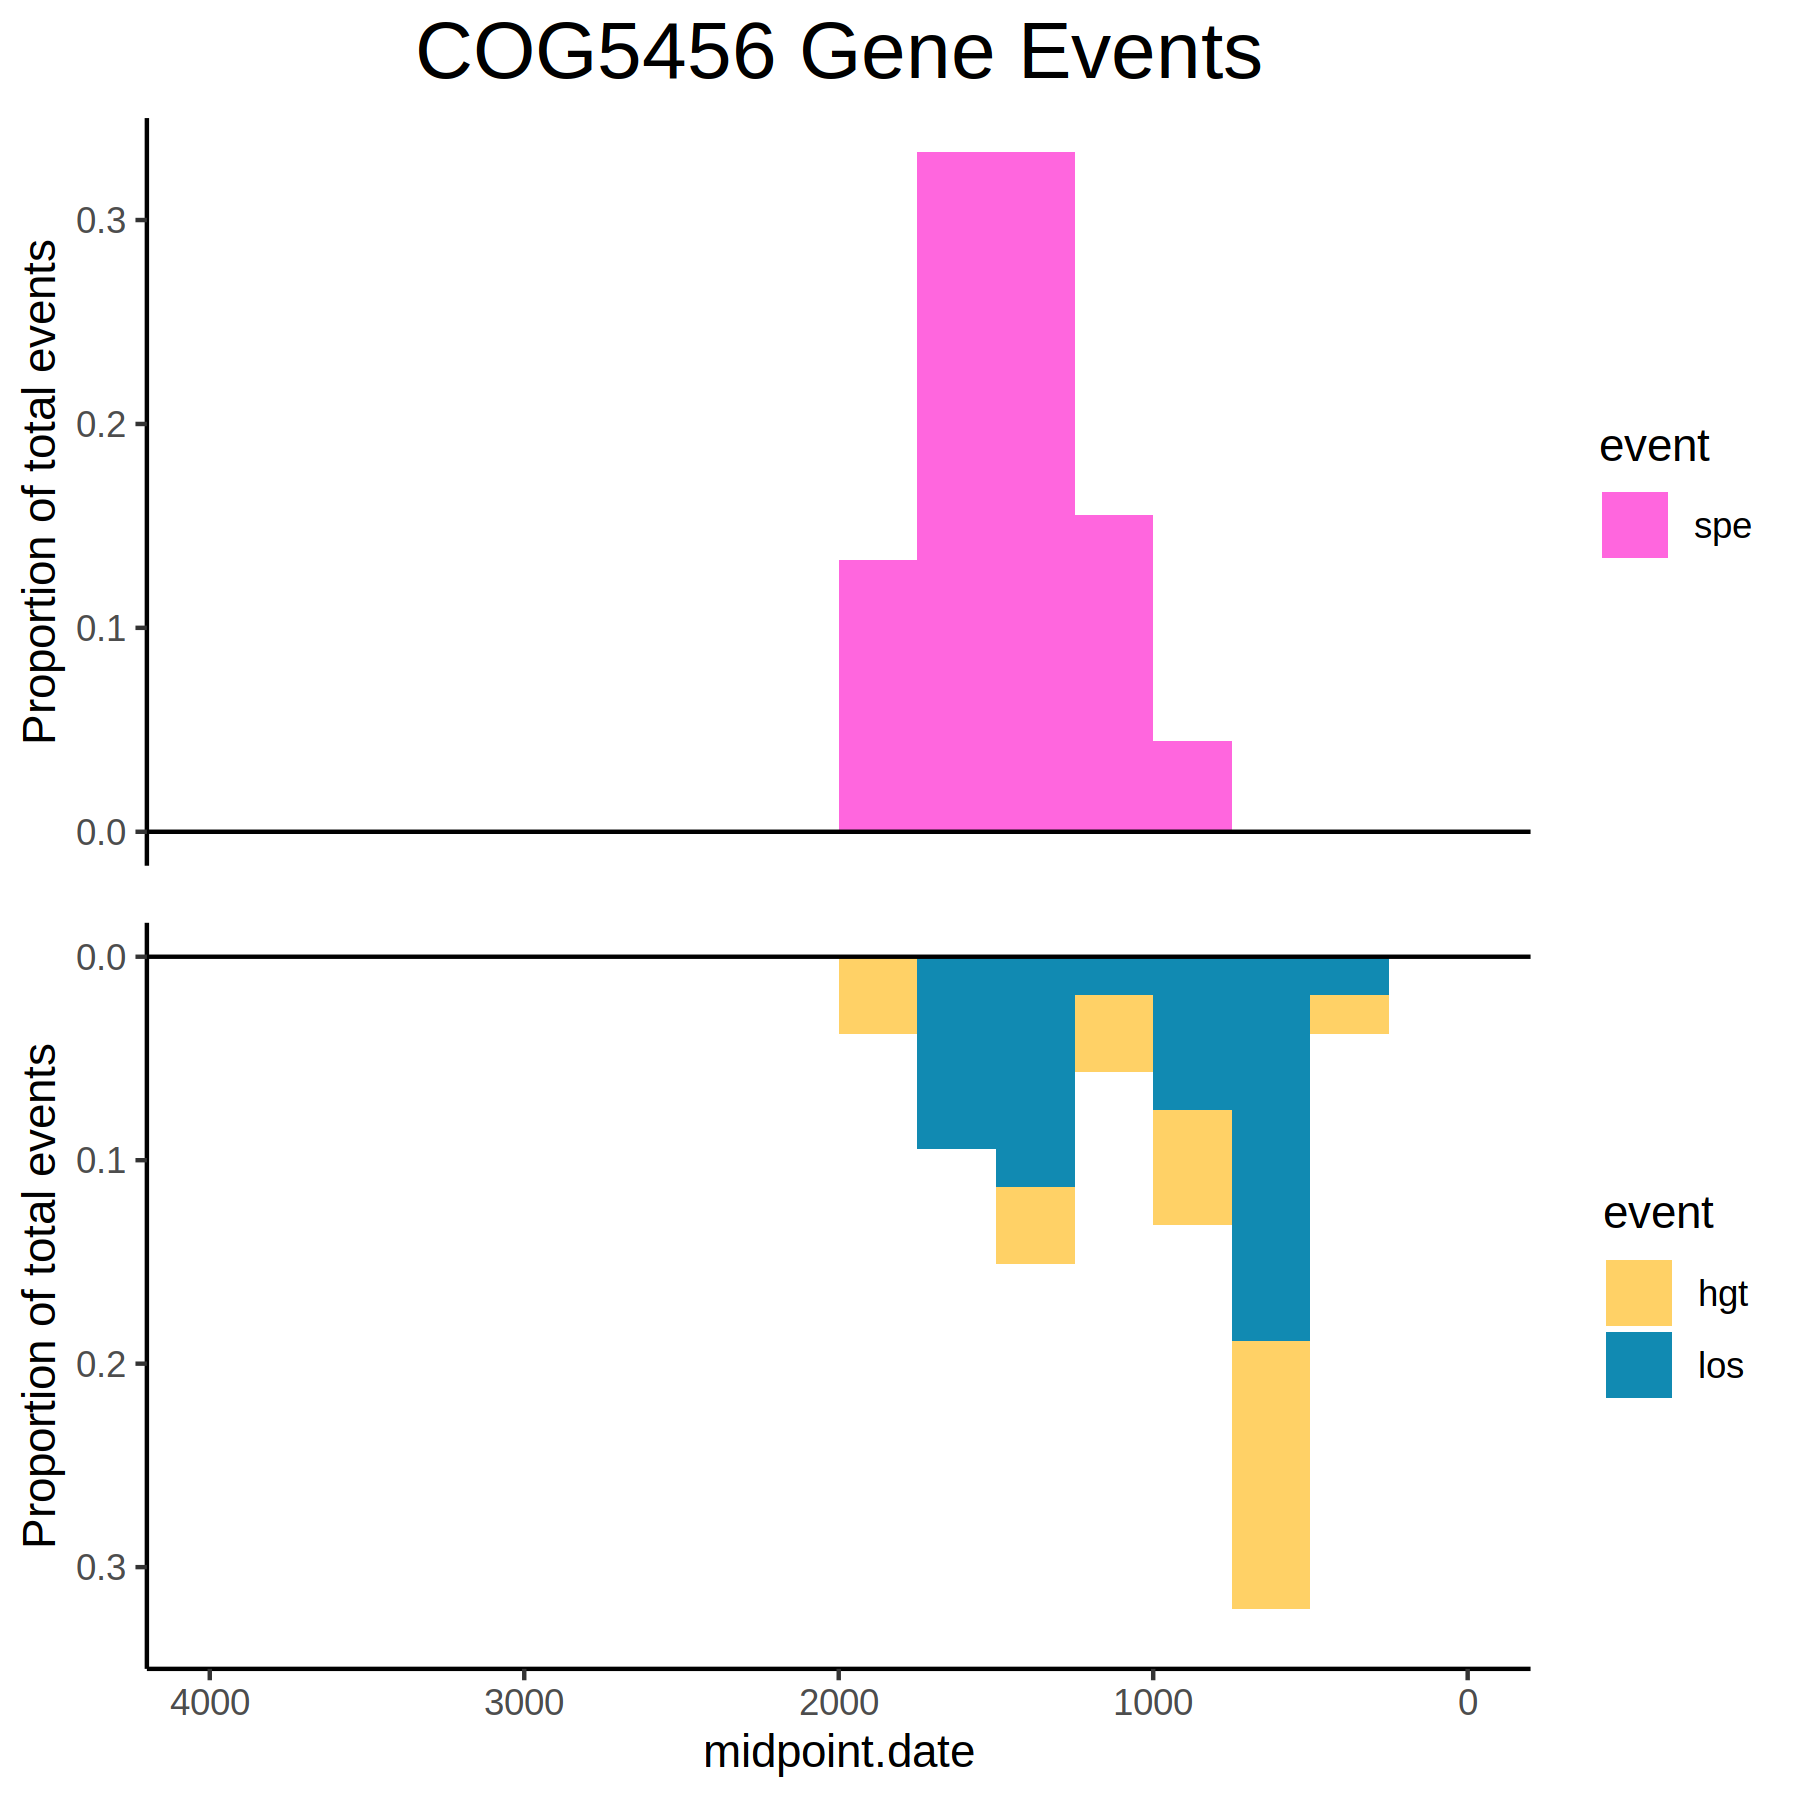 COG5456 Gene Events
Proportion of total events
0.3
0.2
0.1
0.0
event
spe
Proportion of total events
0.0
0.1
0.2
0.3
event
hgt
los
4000 3000 2000 1000 0
midpoint.date